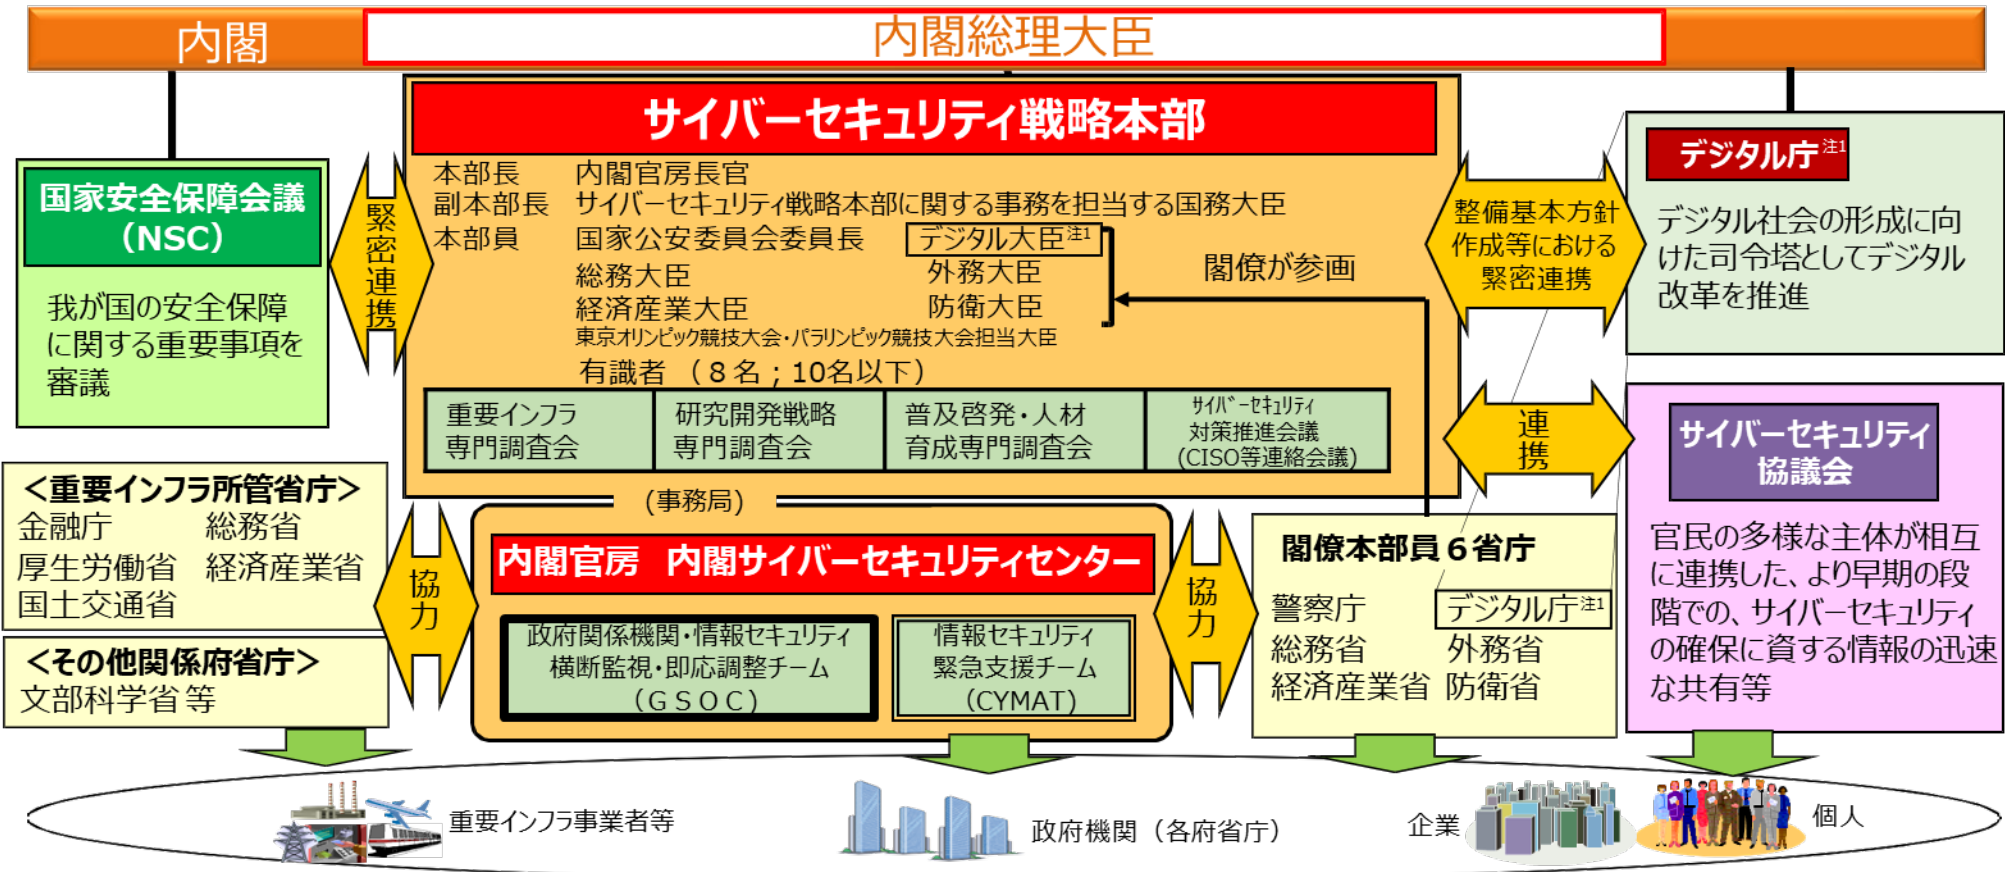 内閣
内閣総理大臣
サイバーセキュリティ戦略本部
本部長 内閣官房長官
副本部長 サイバーセキュリティ戦略本部に関する事務を担当する国務大臣
本部員 国家公安委員会委員長 デジタル大臣注1
総務大臣 外務大臣
経済産業大臣 防衛大臣
東京オリンピック競技大会・パラリンピック競技大会担当大臣
有識者 （8名；10名以下）
閣僚が参画
重要インフラ
専門調査会
研究開発戦略
専門調査会
普及啓発・人材
育成専門調査会
サイバーセキュリティ
対策推進会議
(CISO等連絡会議)
国家安全保障会議
（NSC）
我が国の安全保障
に関する重要事項を
審議
緊密連携
整備基本方針
作成等における
緊密連携
デジタル庁注1
デジタル社会の形成に向
けた司令塔としてデジタル
改革を推進
連携
サイバーセキュリティ
協議会
官民の多様な主体が相互
に連携した、より早期の段
階での、サイバーセキュリティ
の確保に資する情報の迅速
な共有等
＜重要インフラ所管省庁＞
金融庁 総務省
厚生労働省 経済産業省
国土交通省
＜その他関係府省庁＞
文部科学省 等
協力
(事務局)
内閣官房 内閣サイバーセキュリティセンター
政府関係機関・情報セキュリティ
横断監視・即応調整チーム
（GSOC）
情報セキュリティ
緊急支援チーム
（CYMAT）
協力
閣僚本部員６省庁
警察庁 デジタル庁注1
総務省 外務省
経済産業省 防衛省
重要インフラ事業者等
政府機関（各府省庁）
企業
個人